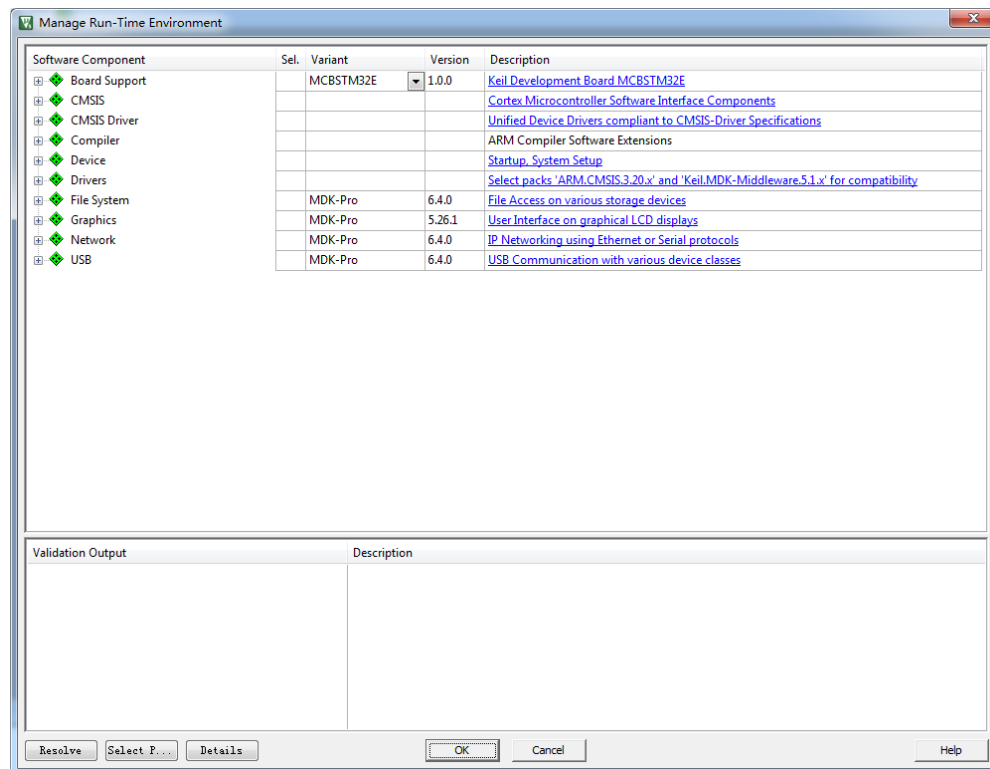 Manage Run-Time Environment
Software Component Sel. Variant Version Description
Board Support MCBSTM32E 1.0.0 Keil Development Board MCBSTM32E
CMSIS Cortex Microcontroller Software Interface Components
CMSIS Driver Unified Device Drivers compliant to CMSIS-Driver Specifications
Compiler ARM Compiler Software Extensions
Device Startup, System Setup
Drivers Select packs 'ARM.CMSIS.3.20.x' and 'Keil.MDK-Middleware.5.1.x' for compatibility
File System MDK-Pro 6.4.0 File Access on various storage devices
Graphics MDK-Pro 5.26.1 User Interface on graphical LCD displays
Network MDK-Pro 6.4.0 IP Networking using Ethernet or Serial protocols
USB MDK-Pro 6.4.0 USB Communication with various device classes
Validation Output Description
Resolve Select P... Details OK Cancel Help